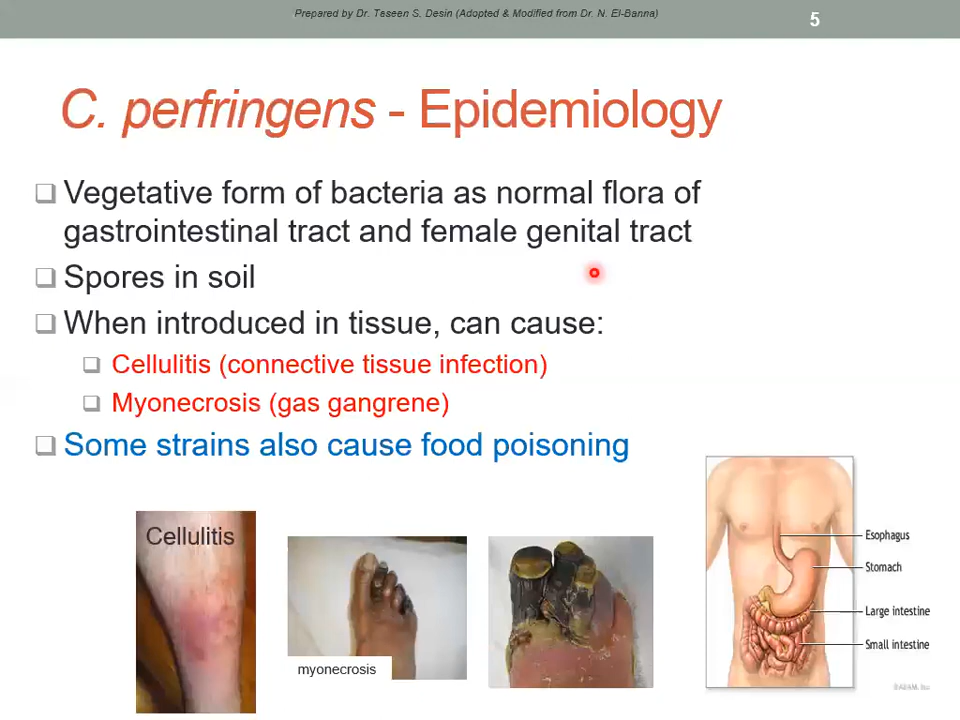 Prepared by Dr. Taseen S. Desin (Adopted & Modified from Dr. N. El-Banna)
5
C. perfringens - Epidemiology
Vegetative form of bacteria as normal flora of
gastrointestinal tract and female genital tract
Spores in soil
When introduced in tissue, can cause:
Cellulitis (connective tissue infection)
Myonecrosis (gas gangrene)
Some strains also cause food poisoning
Cellulitis
myonecrosis
Esophagus
Stomach
Large intestine
Small intestine